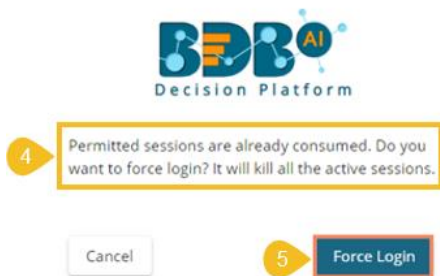 BDB AI
Decision Platform
4
Permitted sessions are already consumed. Do you
want to force login? It will kill all the active sessions.
Cancel
5
Force Login